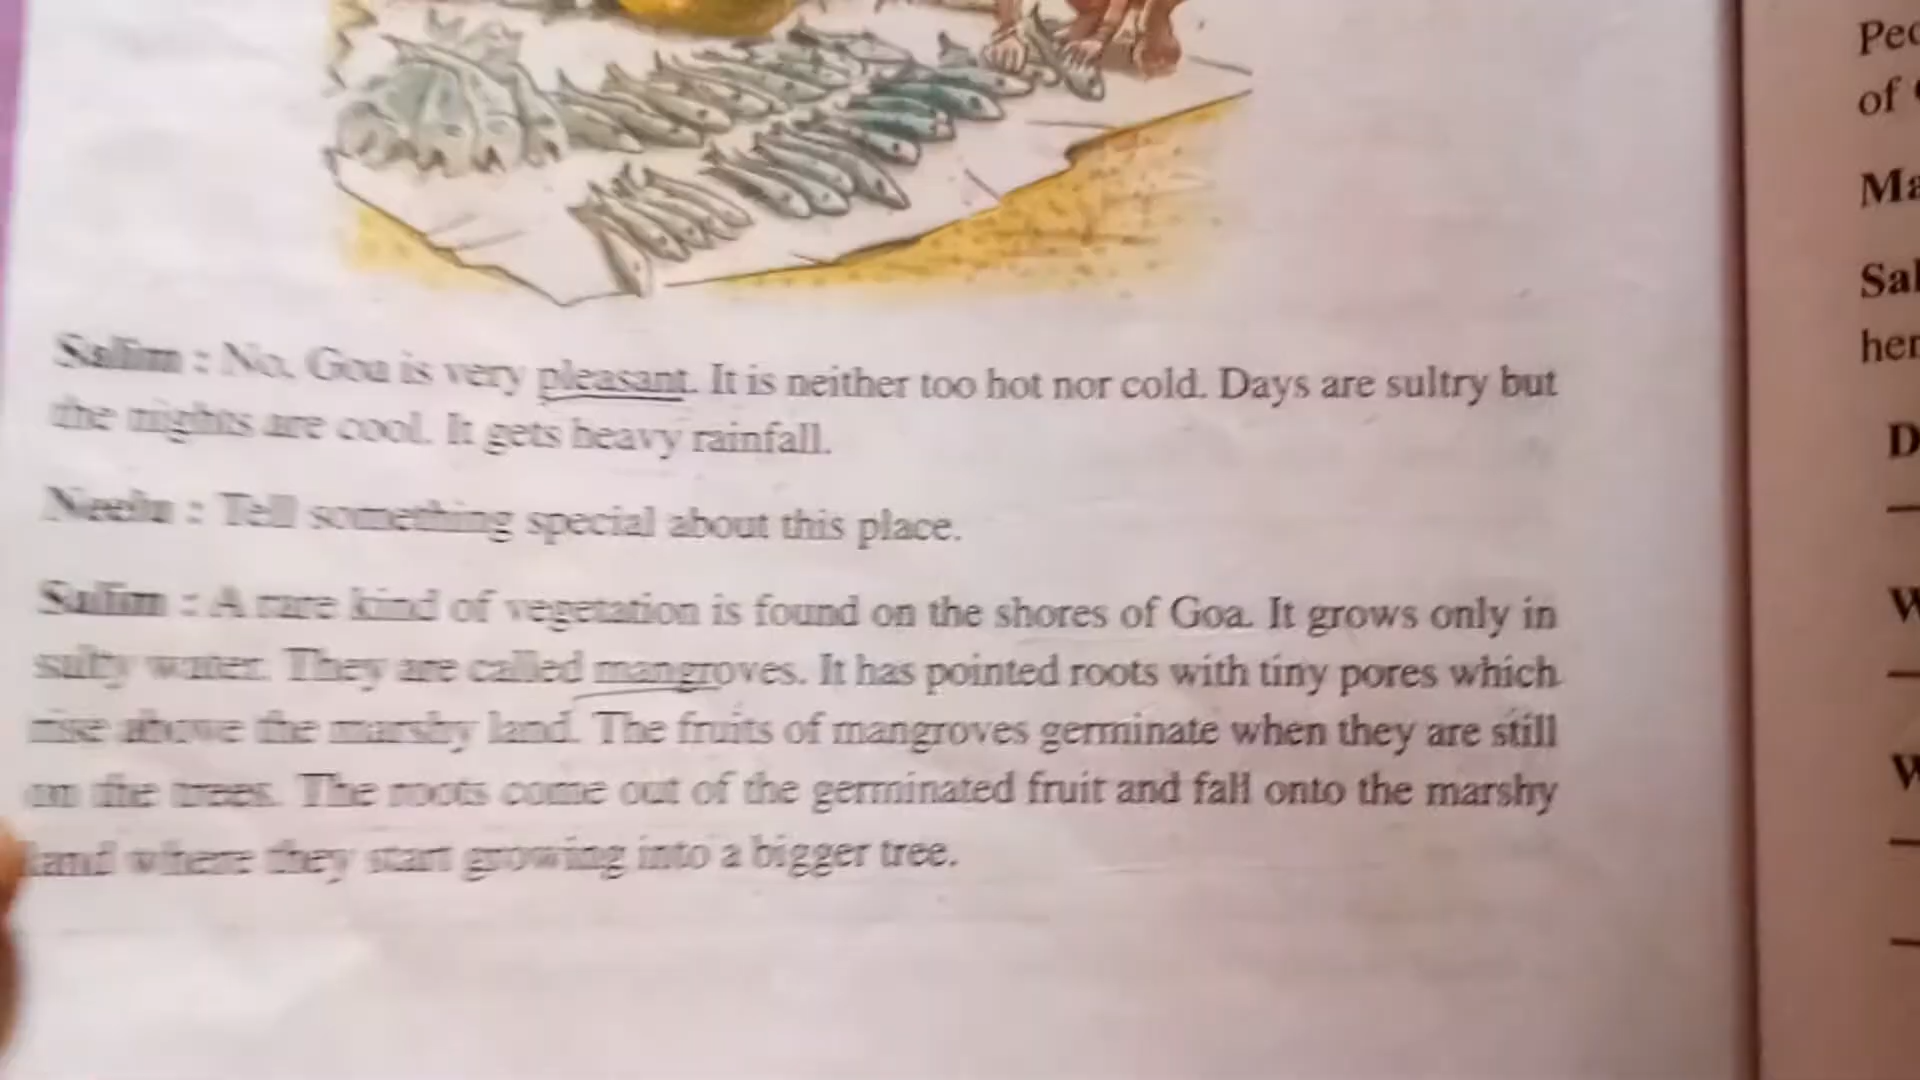 Salim : No. Goa is very pleasant. It is neither too hot nor cold. Days are sultry but
the nights are cool. It gets heavy rainfall.
Neelu : Tell something special about this place.
Salim : A rare kind of vegetation is found on the shores of Goa. It grows only in
salty water. They are called mangroves. It has pointed roots with tiny pores which
rise above the marshy land. The fruits of mangroves germinate when they are still
on the trees. The roots come out of the germinated fruit and fall onto the marshy
land where they start growing into a bigger tree.
of